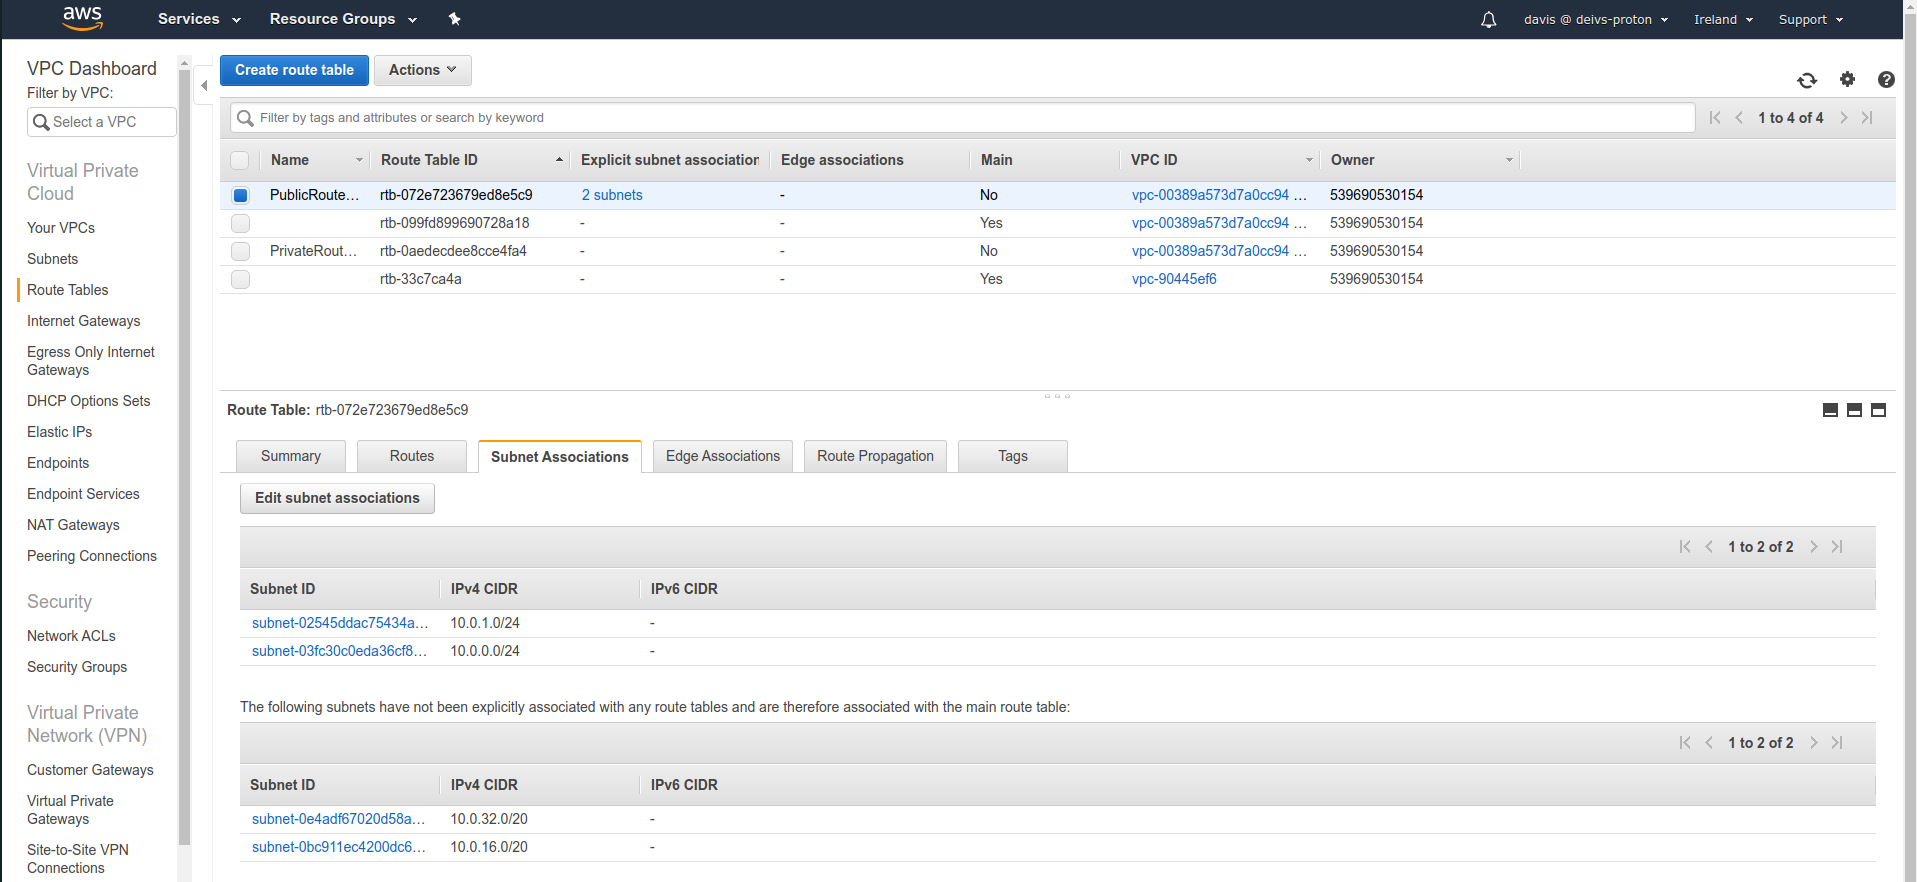 aws Services Resource Groups davis @ deivs-proton Ireland Support
VPC Dashboard
Filter by VPC:
Select a VPC
Virtual Private
Cloud
Your VPCs
Subnets
Route Tables
Internet Gateways
Egress Only Internet
Gateways
DHCP Options Sets
Elastic IPs
Endpoints
Endpoint Services
NAT Gateways
Peering Connections
Security
Network ACLs
Security Groups
Virtual Private
Network (VPN)
Customer Gateways
Virtual Private
Gateways
Site-to-Site VPN
Connections
Create route table Actions
Filter by tags and attributes or search by keyword 1 to 4 of 4
Name Route Table ID Explicit subnet association Edge associations Main VPC ID Owner
PublicRoute... rtb-072e723679ed8e5c9 2 subnets - No vpc-00389a573d7a0cc94 ... 539690530154
rtb-099fd899690728a18 - - Yes vpc-00389a573d7a0cc94 ... 539690530154
PrivateRout... rtb-0aedecdee8cce4fa4 - - No vpc-00389a573d7a0cc94 ... 539690530154
rtb-33c7ca4a - - Yes vpc-90445ef6 539690530154
Route Table: rtb-072e723679ed8e5c9
Summary Routes Subnet Associations Edge Associations Route Propagation Tags
Edit subnet associations
1 to 2 of 2
Subnet ID IPv4 CIDR IPv6 CIDR
subnet-02545ddac75434a... 10.0.1.0/24 -
subnet-03fc30c0eda36cf8... 10.0.0.0/24 -
The following subnets have not been explicitly associated with any route tables and are therefore associated with the main route table:
1 to 2 of 2
Subnet ID IPv4 CIDR IPv6 CIDR
subnet-0e4adf67020d58a... 10.0.32.0/20 -
subnet-0bc911ec4200dc6... 10.0.16.0/20 -